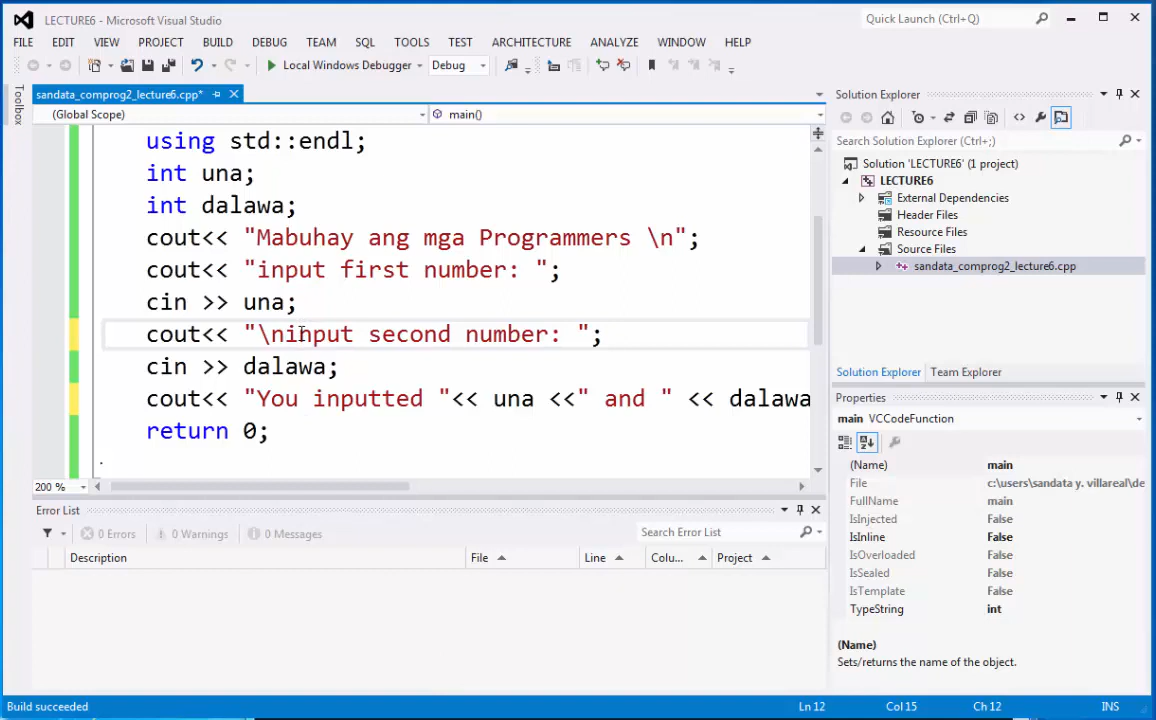 LECTURE6 - Microsoft Visual Studio
Quick Launch (Ctrl+Q)
FILE EDIT VIEW PROJECT BUILD DEBUG TEAM SQL TOOLS TEST ARCHITECTURE ANALYZE WINDOW HELP
Local Windows Debugger Debug
Toolbox
sandata_comprog2_lecture6.cpp*
(Global Scope) main()
using std::endl;
int una;
int dalawa;
cout<< "Mabuhay ang mga Programmers \n";
cout<< "input first number: ";
cin >> una;
cout<< "\ninput second number: ";
cin >> dalawa;
cout<< "You inputted "<< una <<" and " << dalawa
return 0;
200 %
Error List
0 Errors 0 Warnings 0 Messages
Search Error List
Description File Line Colu... Project
Solution Explorer
Search Solution Explorer (Ctrl+;)
Solution 'LECTURE6' (1 project)
LECTURE6
External Dependencies
Header Files
Resource Files
Source Files
sandata_comprog2_lecture6.cpp
Solution Explorer Team Explorer
Properties
main VCCodeFunction
(Name) main
File c:\users\sandata y. villareal\de
FullName main
IsInjected False
IsInline False
IsOverloaded False
IsSealed False
IsTemplate False
TypeString int
(Name)
Sets/returns the name of the object.
Build succeeded Ln 12 Col 15 Ch 12 INS